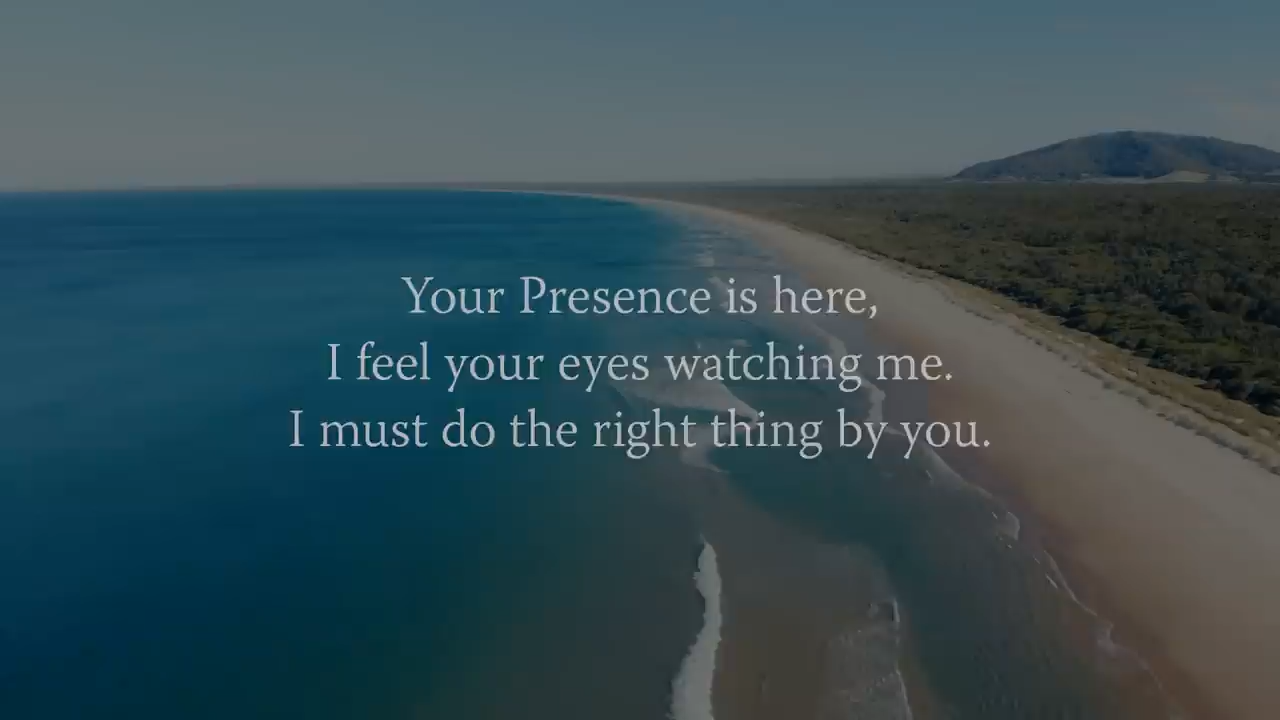 Your Presence is here,
I feel your eyes watching me.
I must do the right thing by you.